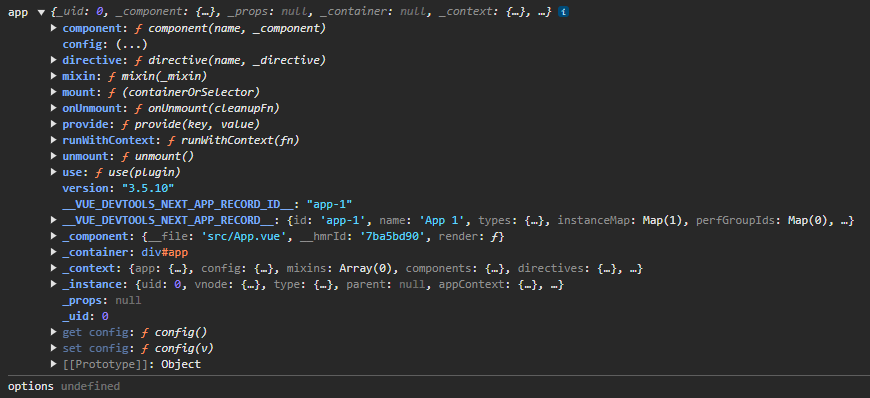 app {_uid: 0, _component: {…}, _props: null, _container: null, _context: {…}, …} i
component: ƒ component(name, _component)
config: (...)
directive: ƒ directive(name, _directive)
mixin: ƒ mixin(_mixin)
mount: ƒ (containerOrSelector)
onUnmount: ƒ onUnmount(cleanupFn)
provide: ƒ provide(key, value)
runWithContext: ƒ runWithContext(fn)
unmount: ƒ unmount()
use: ƒ use(plugin)
version: "3.5.10"
__VUE_DEVTOOLS_NEXT_APP_RECORD_ID__: "app-1"
__VUE_DEVTOOLS_NEXT_APP_RECORD__: {id: 'app-1', name: 'App 1', types: {…}, instanceMap: Map(1), perfGroupIds: Map(0), …}
_component: {__file: 'src/App.vue', __hmrId: '7ba5bd90', render: ƒ}
_container: div#app
_context: {app: {…}, config: {…}, mixins: Array(0), components: {…}, directives: {…}, …}
_instance: {uid: 0, vnode: {…}, type: {…}, parent: null, appContext: {…}, …}
_props: null
_uid: 0
get config: ƒ config()
set config: ƒ config(v)
[[Prototype]]: Object
options undefined